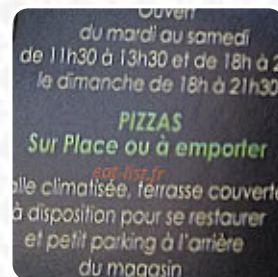 Ouvert
du mardi au samedi
de 11h30 à 13h30 et de 18h à 2
le dimanche de 18h à 21h30
PIZZAS
Sur Place ou à emporter
eat-list.fr
alle climatisée, terrasse couverte
à disposition pour se restaurer
et petit parking à l'arrière
du magasin